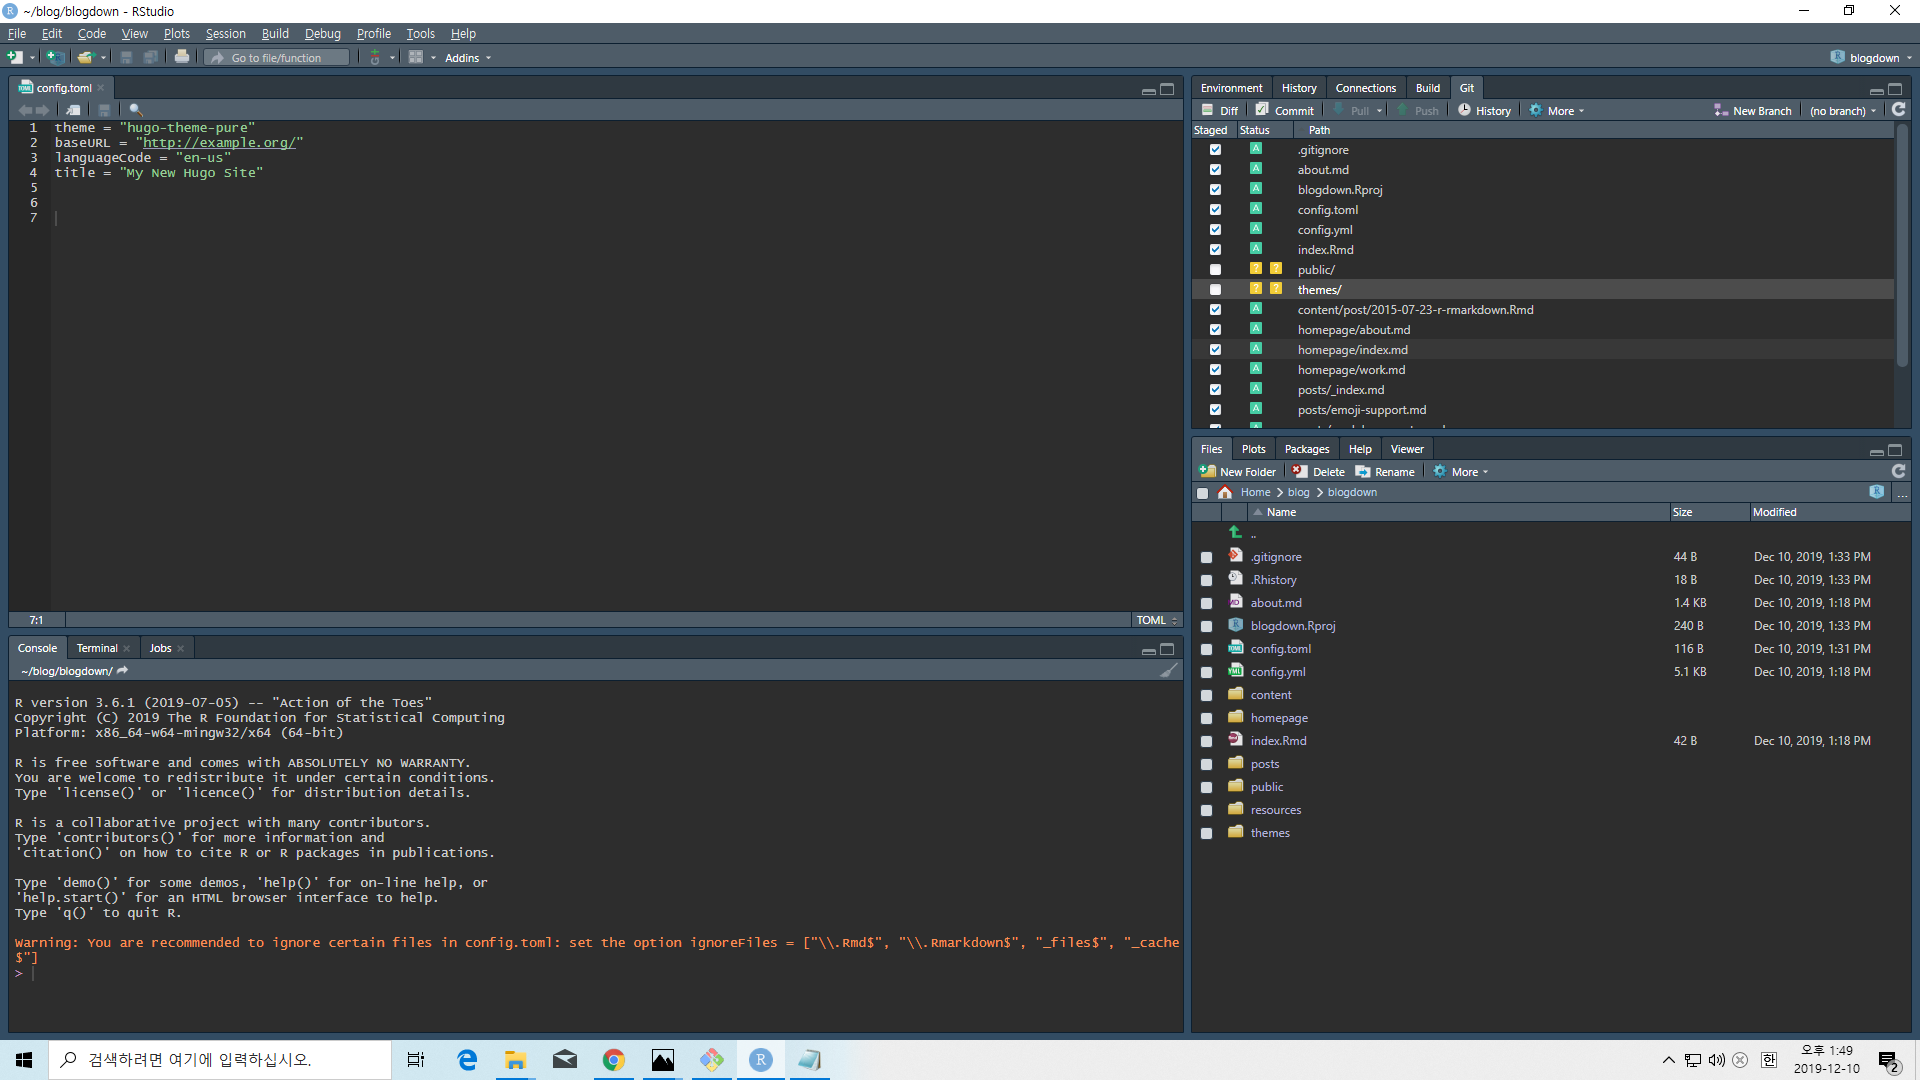 ~/blog/blogdown - RStudio
File Edit Code View Plots Session Build Debug Profile Tools Help
Go to file/function Addins blogdown
config.toml
1 theme = "hugo-theme-pure"
2 baseURL = "http://example.org/"
3 languageCode = "en-us"
4 title = "My New Hugo Site"
5
6
7
7:1 TOML
Console Terminal Jobs
~/blog/blogdown/
R version 3.6.1 (2019-07-05) -- "Action of the Toes"
Copyright (C) 2019 The R Foundation for Statistical Computing
Platform: x86_64-w64-mingw32/x64 (64-bit)
R is free software and comes with ABSOLUTELY NO WARRANTY.
You are welcome to redistribute it under certain conditions.
Type 'license()' or 'licence()' for distribution details.
R is a collaborative project with many contributors.
Type 'contributors()' for more information and
'citation()' on how to cite R or R packages in publications.
Type 'demo()' for some demos, 'help()' for on-line help, or
'help.start()' for an HTML browser interface to help.
Type 'q()' to quit R.
Warning: You are recommended to ignore certain files in config.toml: set the option ignoreFiles = ["\\.Rmd$", "\\.Rmarkdown$", "_files$", "_cache
$"]
>
Environment History Connections Build Git
Diff Commit Pull Push History More New Branch (no branch)
Staged Status Path
A .gitignore
A about.md
A blogdown.Rproj
A config.toml
A config.yml
A index.Rmd
? ? public/
? ? themes/
A content/post/2015-07-23-r-rmarkdown.Rmd
A homepage/about.md
A homepage/index.md
A homepage/work.md
A posts/_index.md
A posts/emoji-support.md
Files Plots Packages Help Viewer
New Folder Delete Rename More
Home blog blogdown ...
Name Size Modified
..
.gitignore 44 B Dec 10, 2019, 1:33 PM
.Rhistory 18 B Dec 10, 2019, 1:33 PM
about.md 1.4 KB Dec 10, 2019, 1:18 PM
blogdown.Rproj 240 B Dec 10, 2019, 1:33 PM
config.toml 116 B Dec 10, 2019, 1:31 PM
config.yml 5.1 KB Dec 10, 2019, 1:18 PM
content
homepage
index.Rmd 42 B Dec 10, 2019, 1:18 PM
posts
public
resources
themes
검색하려면 여기에 입력하십시오.
한 오후 1:49
2019-12-10 2